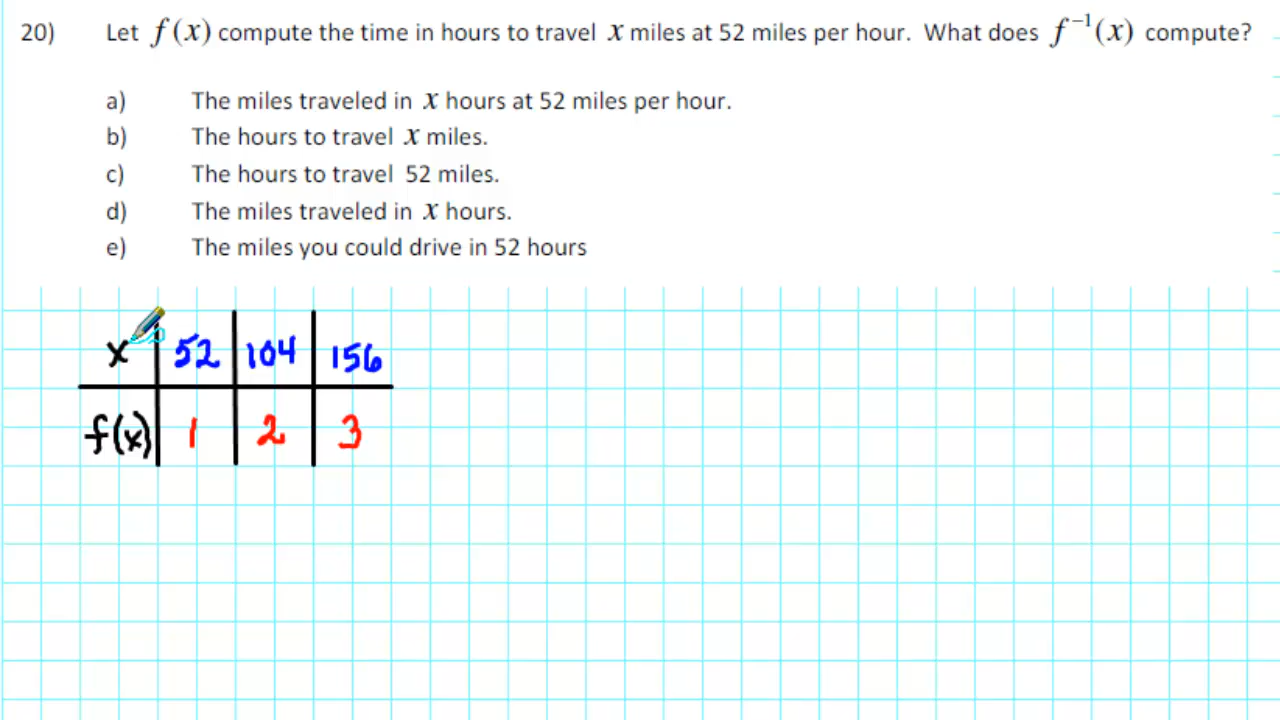 20) Let f(x) compute the time in hours to travel x miles at 52 miles per hour. What does f⁻¹(x) compute?
a) The miles traveled in x hours at 52 miles per hour.
b) The hours to travel x miles.
c) The hours to travel 52 miles.
d) The miles traveled in x hours.
e) The miles you could drive in 52 hours
x 52 104 156
f(x) 1 2 3